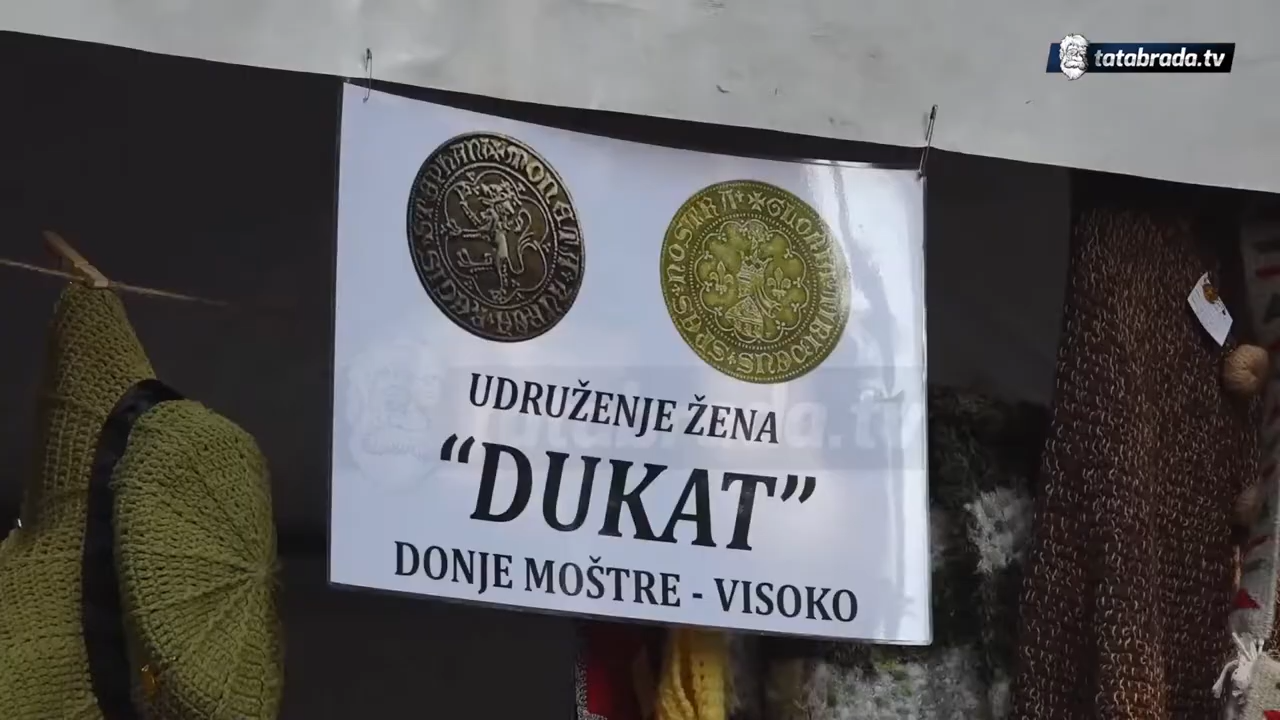 tatabrada.tv
UDRUŽENJE ŽENA
“DUKAT”
DONJE MOŠTRE - VISOKO